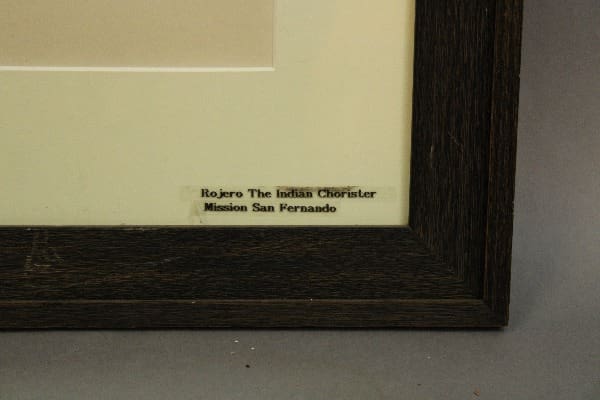 Rojero The Indian Chorister
Mission San Fernando